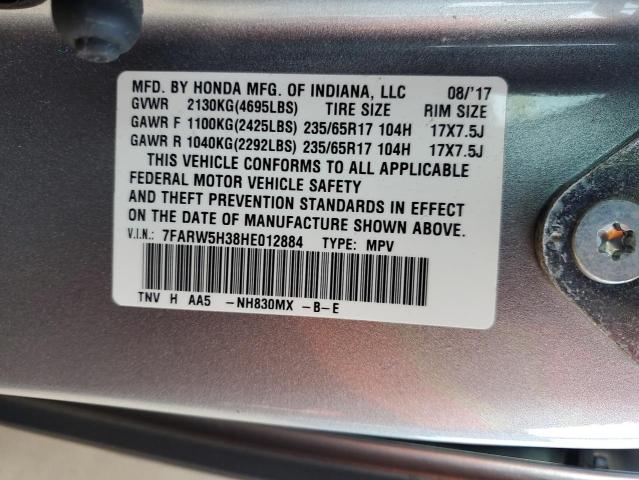 MFD. BY HONDA MFG. OF INDIANA, LLC 08/'17
GVWR 2130KG(4695LBS) TIRE SIZE RIM SIZE
GAWR F 1100KG(2425LBS) 235/65R17 104H 17X7.5J
GAWR R 1040KG(2292LBS) 235/65R17 104H 17X7.5J
THIS VEHICLE CONFORMS TO ALL APPLICABLE
FEDERAL MOTOR VEHICLE SAFETY
AND THEFT PREVENTION STANDARDS IN EFFECT
ON THE DATE OF MANUFACTURE SHOWN ABOVE.
V.I.N.: 7FARW5H38HE012884 TYPE: MPV
TNV H AA5 -NH830MX -B-E